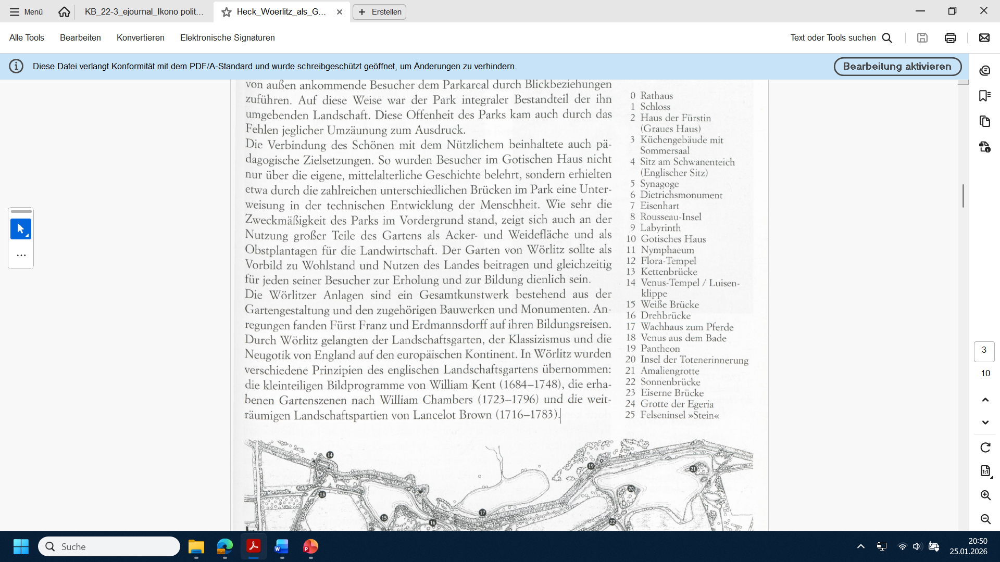 Menü
KB_22-3_ejournal_Ikono polit...
Heck_Woerlitz_als_G...
Erstellen
Alle Tools
Bearbeiten
Konvertieren
Elektronische Signaturen
Text oder Tools suchen
Diese Datei verlangt Konformität mit dem PDF/A-Standard und wurde schreibgeschützt geöffnet, um Änderungen zu verhindern.
Bearbeitung aktivieren
von außen ankommende Besucher dem Parkareal durch Blickbeziehungen
zuführen. Auf diese Weise war der Park integraler Bestandteil der ihn
umgebenden Landschaft. Diese Offenheit des Parks kam auch durch das
Fehlen jeglicher Umzäunung zum Ausdruck.
Die Verbindung des Schönen mit dem Nützlichem beinhaltete auch pä-
dagogische Zielsetzungen. So wurden Besucher im Gotischen Haus nicht
nur über die eigene, mittelalterliche Geschichte belehrt, sondern erhielten
etwa durch die zahlreichen unterschiedlichen Brücken im Park eine Unter-
weisung in der technischen Entwicklung der Menschheit. Wie sehr die
Zweckmäßigkeit des Parks im Vordergrund stand, zeigt sich auch an der
Nutzung großer Teile des Gartens als Acker- und Weidefläche und als
Obstplantagen für die Landwirtschaft. Der Garten von Wörlitz sollte als
Vorbild zu Wohlstand und Nutzen des Landes beitragen und gleichzeitig
für jeden seiner Besucher zur Erholung und zur Bildung dienlich sein.
Die Wörlitzer Anlagen sind ein Gesamtkunstwerk bestehend aus der
Gartengestaltung und den zugehörigen Bauwerken und Monumenten. An-
regungen fanden Fürst Franz und Erdmannsdorff auf ihren Bildungsreisen.
Durch Wörlitz gelangten der Landschaftsgarten, der Klassizismus und die
Neugotik von England auf den europäischen Kontinent. In Wörlitz wurden
verschiedene Prinzipien des englischen Landschaftsgartens übernommen:
die kleinteiligen Bildprogramme von William Kent (1684–1748), die erha-
benen Gartenszenen nach William Chambers (1723–1796) und die weit-
räumigen Landschaftspartien von Lancelot Brown (1716–1783).
0 Rathaus
1 Schloss
2 Haus der Fürstin
(Graues Haus)
3 Küchengebäude mit
Sommersaal
4 Sitz am Schwanenteich
(Englischer Sitz)
5 Synagoge
6 Dietrichsmonument
7 Eisenhart
8 Rousseau-Insel
9 Labyrinth
10 Gotisches Haus
11 Nymphaeum
12 Flora-Tempel
13 Kettenbrücke
14 Venus-Tempel / Luisen-
klippe
15 Weiße Brücke
16 Drehbrücke
17 Wachhaus zum Pferde
18 Venus aus dem Bade
19 Pantheon
20 Insel der Totenerinnerung
21 Amaliengrotte
22 Sonnenbrücke
23 Eiserne Brücke
24 Grotte der Egeria
25 Felseninsel »Stein«
14
13
15
16
17
19
20
21
22
3
10
1:1
Suche
20:50
25.01.2026